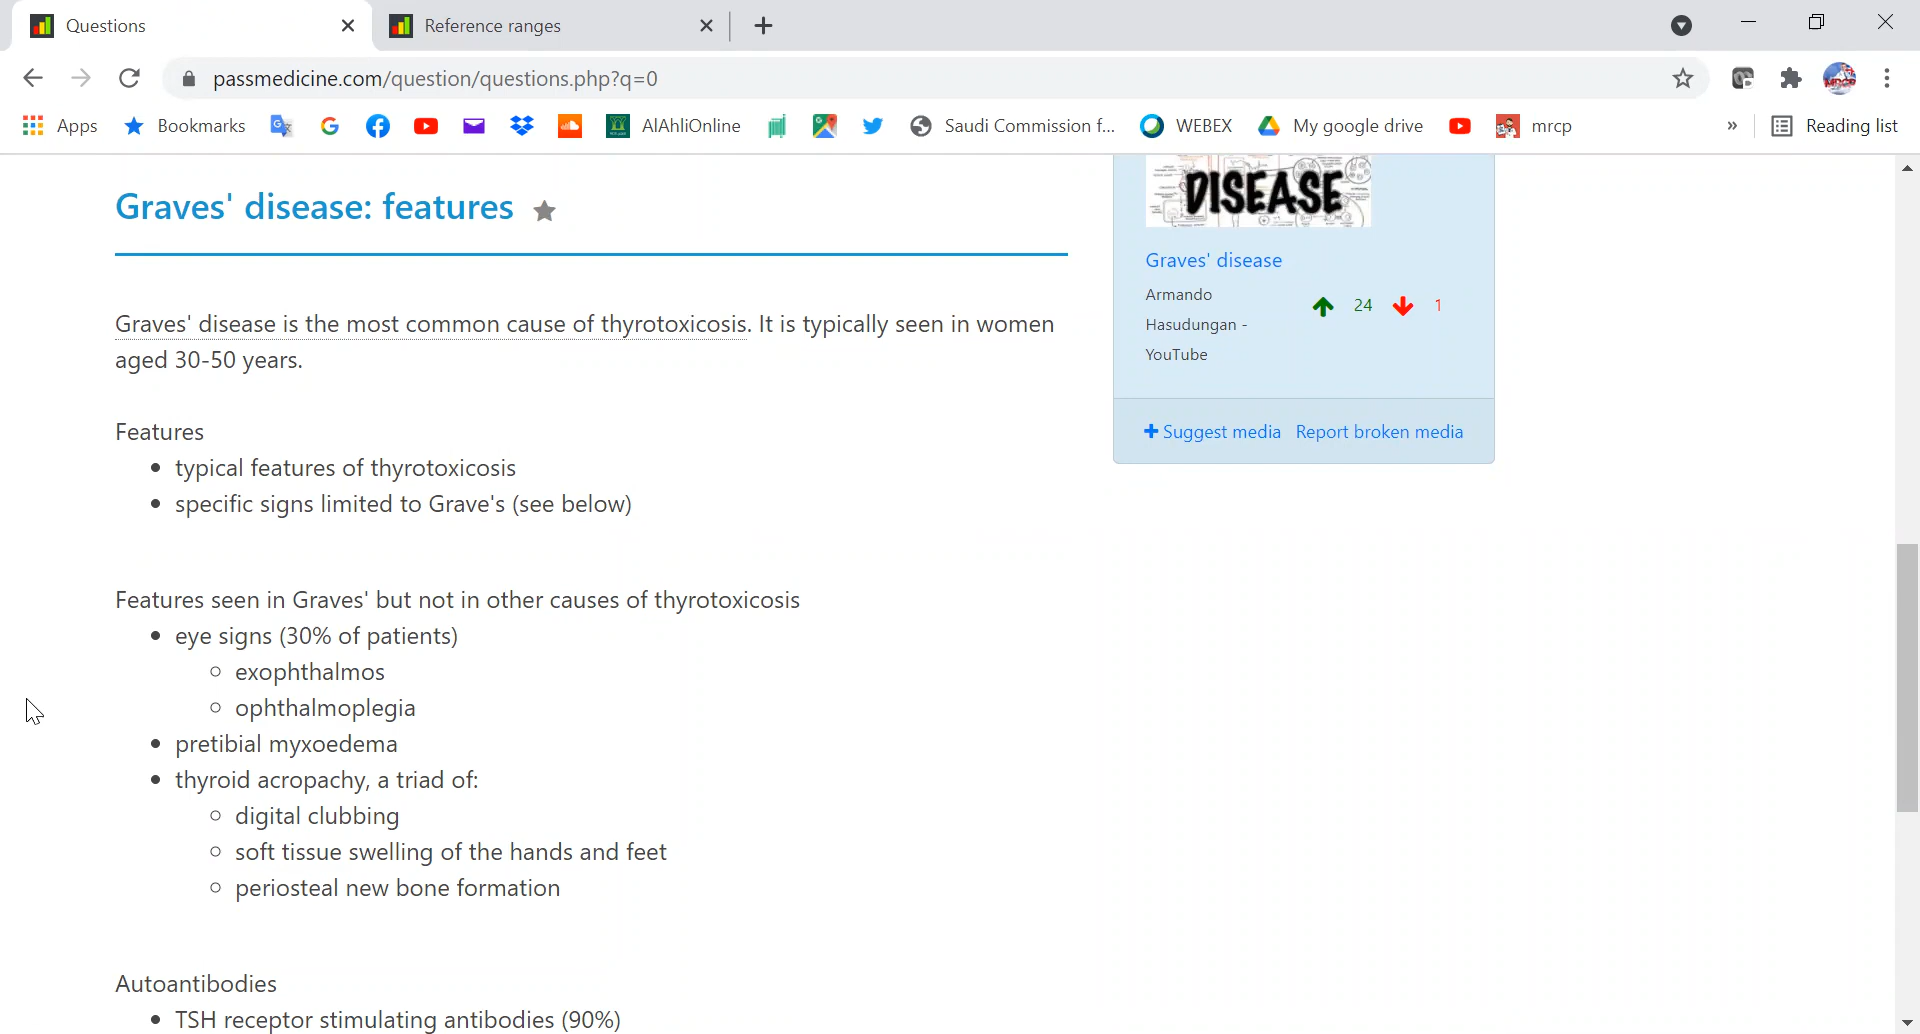 Questions
Reference ranges
passmedicine.com/question/questions.php?q=0
Apps
Bookmarks
AlAhliOnline
Saudi Commission f...
WEBEX
My google drive
mrcp
»
Reading list
Graves' disease: features
DISEASE
Graves' disease
Armando
Hasudungan -
YouTube
24
1
Suggest media
Report broken media
Graves' disease is the most common cause of thyrotoxicosis. It is typically seen in women
aged 30-50 years.
Features
• typical features of thyrotoxicosis
• specific signs limited to Grave's (see below)
Features seen in Graves' but not in other causes of thyrotoxicosis
• eye signs (30% of patients)
○ exophthalmos
○ ophthalmoplegia
• pretibial myxoedema
• thyroid acropachy, a triad of:
○ digital clubbing
○ soft tissue swelling of the hands and feet
○ periosteal new bone formation
Autoantibodies
• TSH receptor stimulating antibodies (90%)